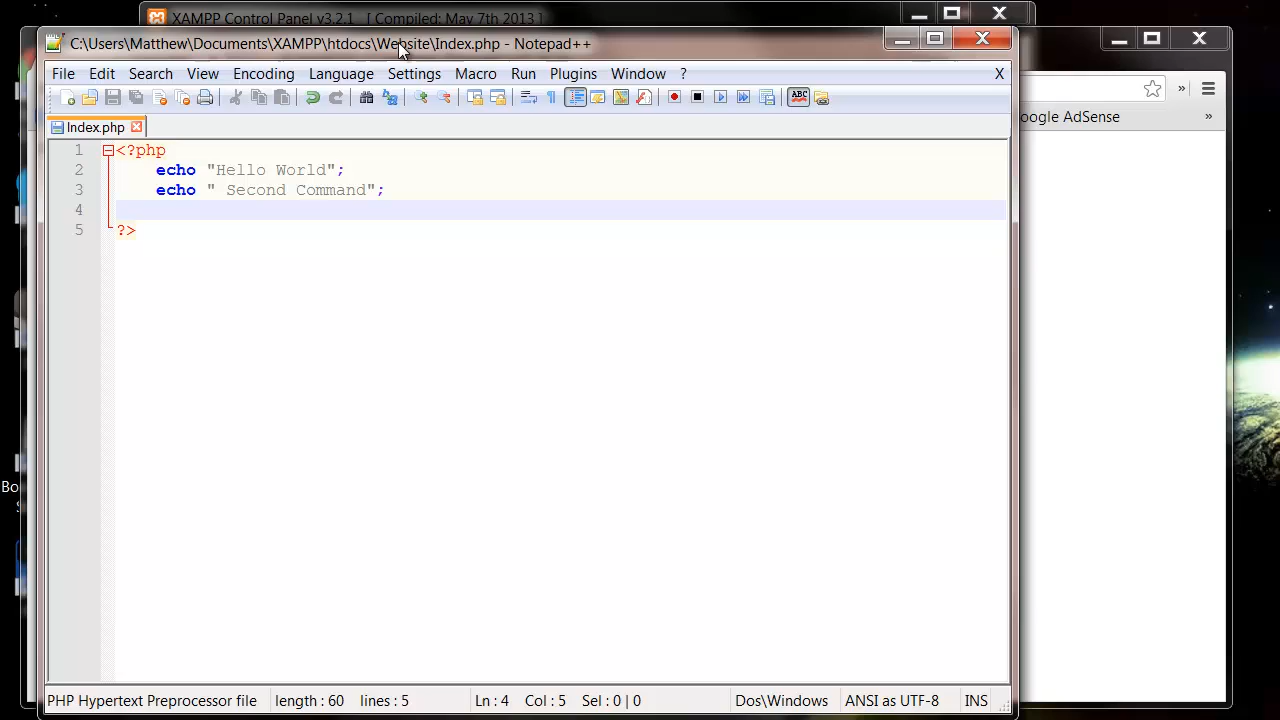 XAMPP Control Panel v3.2.1 [ Compiled: May 7th 2013 ]
C:\Users\Matthew\Documents\XAMPP\htdocs\Website\Index.php - Notepad++
File Edit Search View Encoding Language Settings Macro Run Plugins Window ? X
ABC
oogle AdSense »
Index.php
1 <?php
2 echo "Hello World";
3 echo " Second Command";
4
5 ?>
Bo
S
PHP Hypertext Preprocessor file length : 60 lines : 5 Ln : 4 Col : 5 Sel : 0 | 0 Dos\Windows ANSI as UTF-8 INS